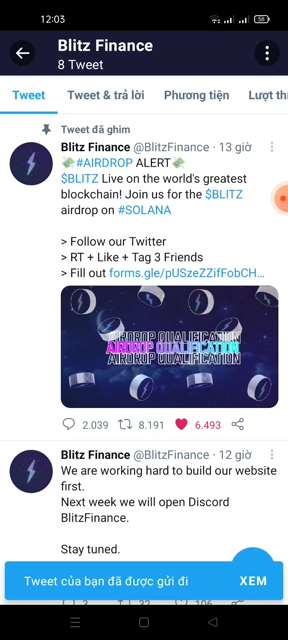 12:03
58
Blitz Finance
8 Tweet
Tweet
Tweet & trả lời
Phương tiện
Lượt th
Tweet đã ghim
Blitz Finance @BlitzFinance · 13 giờ
💸#AIRDROP ALERT💸
$BLITZ Live on the world's greatest
blockchain! Join us for the $BLITZ
airdrop on #SOLANA
> Follow our Twitter
> RT + Like + Tag 3 Friends
> Fill out forms.gle/pUSzeZZifFobCH...
AIRDROP QUALIFICATION
AIRDROP QUALIFICATION
AIRDROP QUALIFICATION
2.039
8.191
6.493
Blitz Finance @BlitzFinance · 12 giờ
We are working hard to build our website
first.
Next week we will open Discord
BlitzFinance.
Stay tuned.
Tweet của bạn đã được gửi đi
XEM